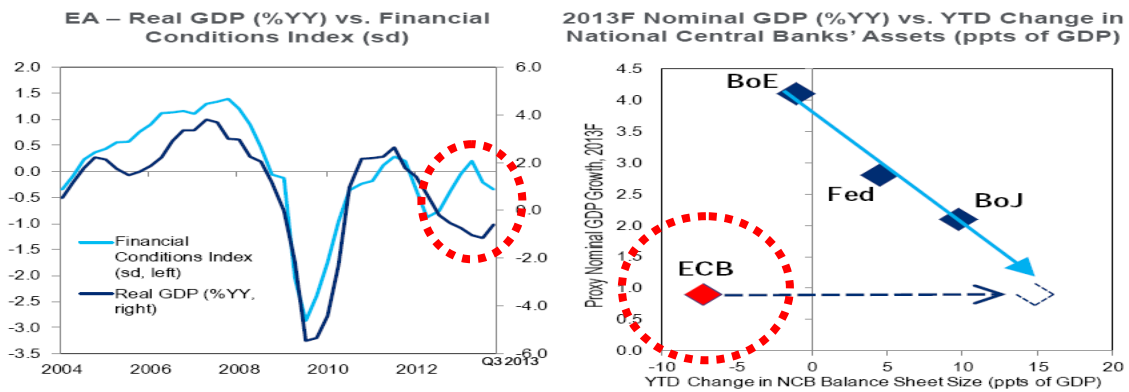 EA – Real GDP (%YY) vs. Financial
Conditions Index (sd)
2.0
1.5
1.0
0.5
0.0
-0.5
-1.0
-1.5
-2.0
-2.5
-3.0
-3.5
6.0
4.0
2.0
0.0
-2.0
-4.0
-6.0
Financial
Conditions Index
(sd, left)
Real GDP (%YY,
right)
2004
2006
2008
2010
2012
Q3 2013
2013F Nominal GDP (%YY) vs. YTD Change in
National Central Banks' Assets (ppts of GDP)
Proxy Nominal GDP Growth, 2013F
4.5
4.0
3.5
3.0
2.5
2.0
1.5
1.0
0.5
0.0
BoE
Fed
BoJ
ECB
-10
-5
0
5
10
15
20
YTD Change in NCB Balance Sheet Size (ppts of GDP)